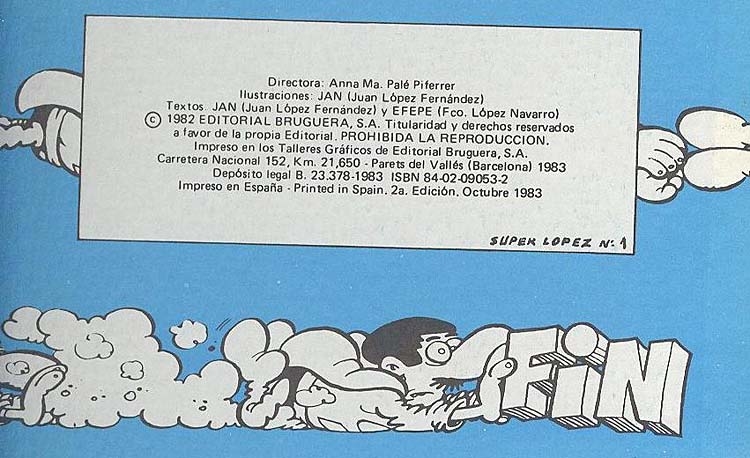 Directora: Anna Ma. Palé Piferrer
Ilustraciones: JAN (Juan López Fernández)
Textos. JAN (Juan López Fernández) y EFEPE (Fco. López Navarro)
© 1982 EDITORIAL BRUGUERA, S.A. Titularidad y derechos reservados
a favor de la propia Editorial. PROHIBIDA LA REPRODUCCION.
Impreso en los Talleres Gráficos de Editorial Bruguera, S.A.
Carretera Nacional 152, Km. 21,650 - Parets del Vallés (Barcelona) 1983
Depósito legal B. 23.378-1983 ISBN 84-02-09053-2
Impreso en España - Printed in Spain. 2a. Edición. Octubre 1983
SUPER LOPEZ Nº 1
FiN